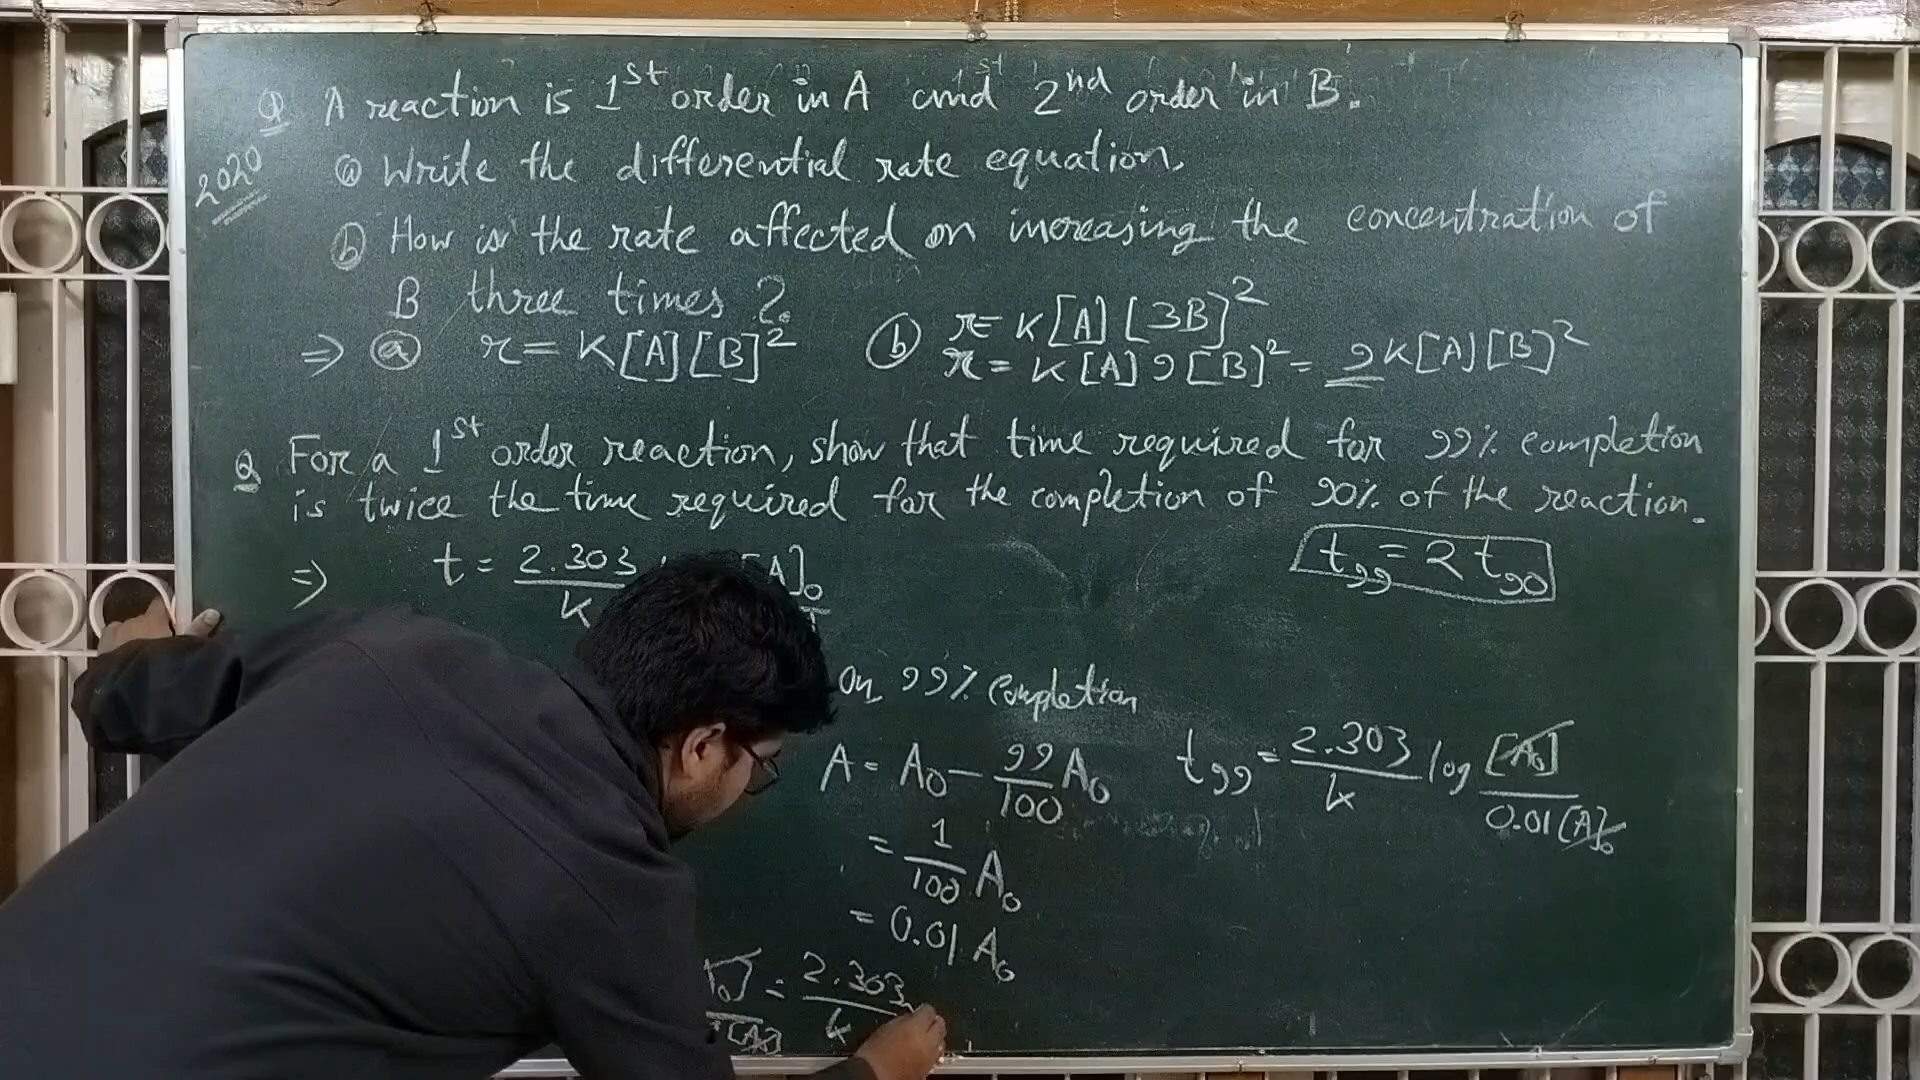 Q A reaction is 1st order in A and 2nd order in B.
2020
ⓐ Write the differential rate equation.
ⓑ How is the rate affected on increasing the concentration of
B three times ?
⇒ ⓐ r = K[A][B]²
ⓑ r = K[A][3B]²
r = K[A] 9[B]² = 9K[A][B]²
Q For a 1st order reaction, show that time required for 99% completion
is twice the time required for the completion of 90% of the reaction.
t₉₉ = 2 t₉₀
⇒ t = 2.303/K [A]₀
On 99% Completion
A = A₀ − 99/100 A₀
= 1/100 A₀
= 0.01 A₀
t₉₉ = 2.303/K log [A₀]/0.01[A]₀
= 2.303/K